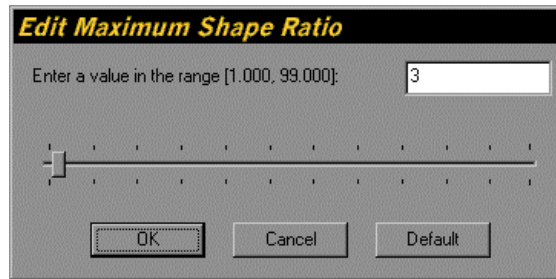 Edit Maximum Shape Ratio
Enter a value in the range [1.000, 99.000]: 3
OK Cancel Default